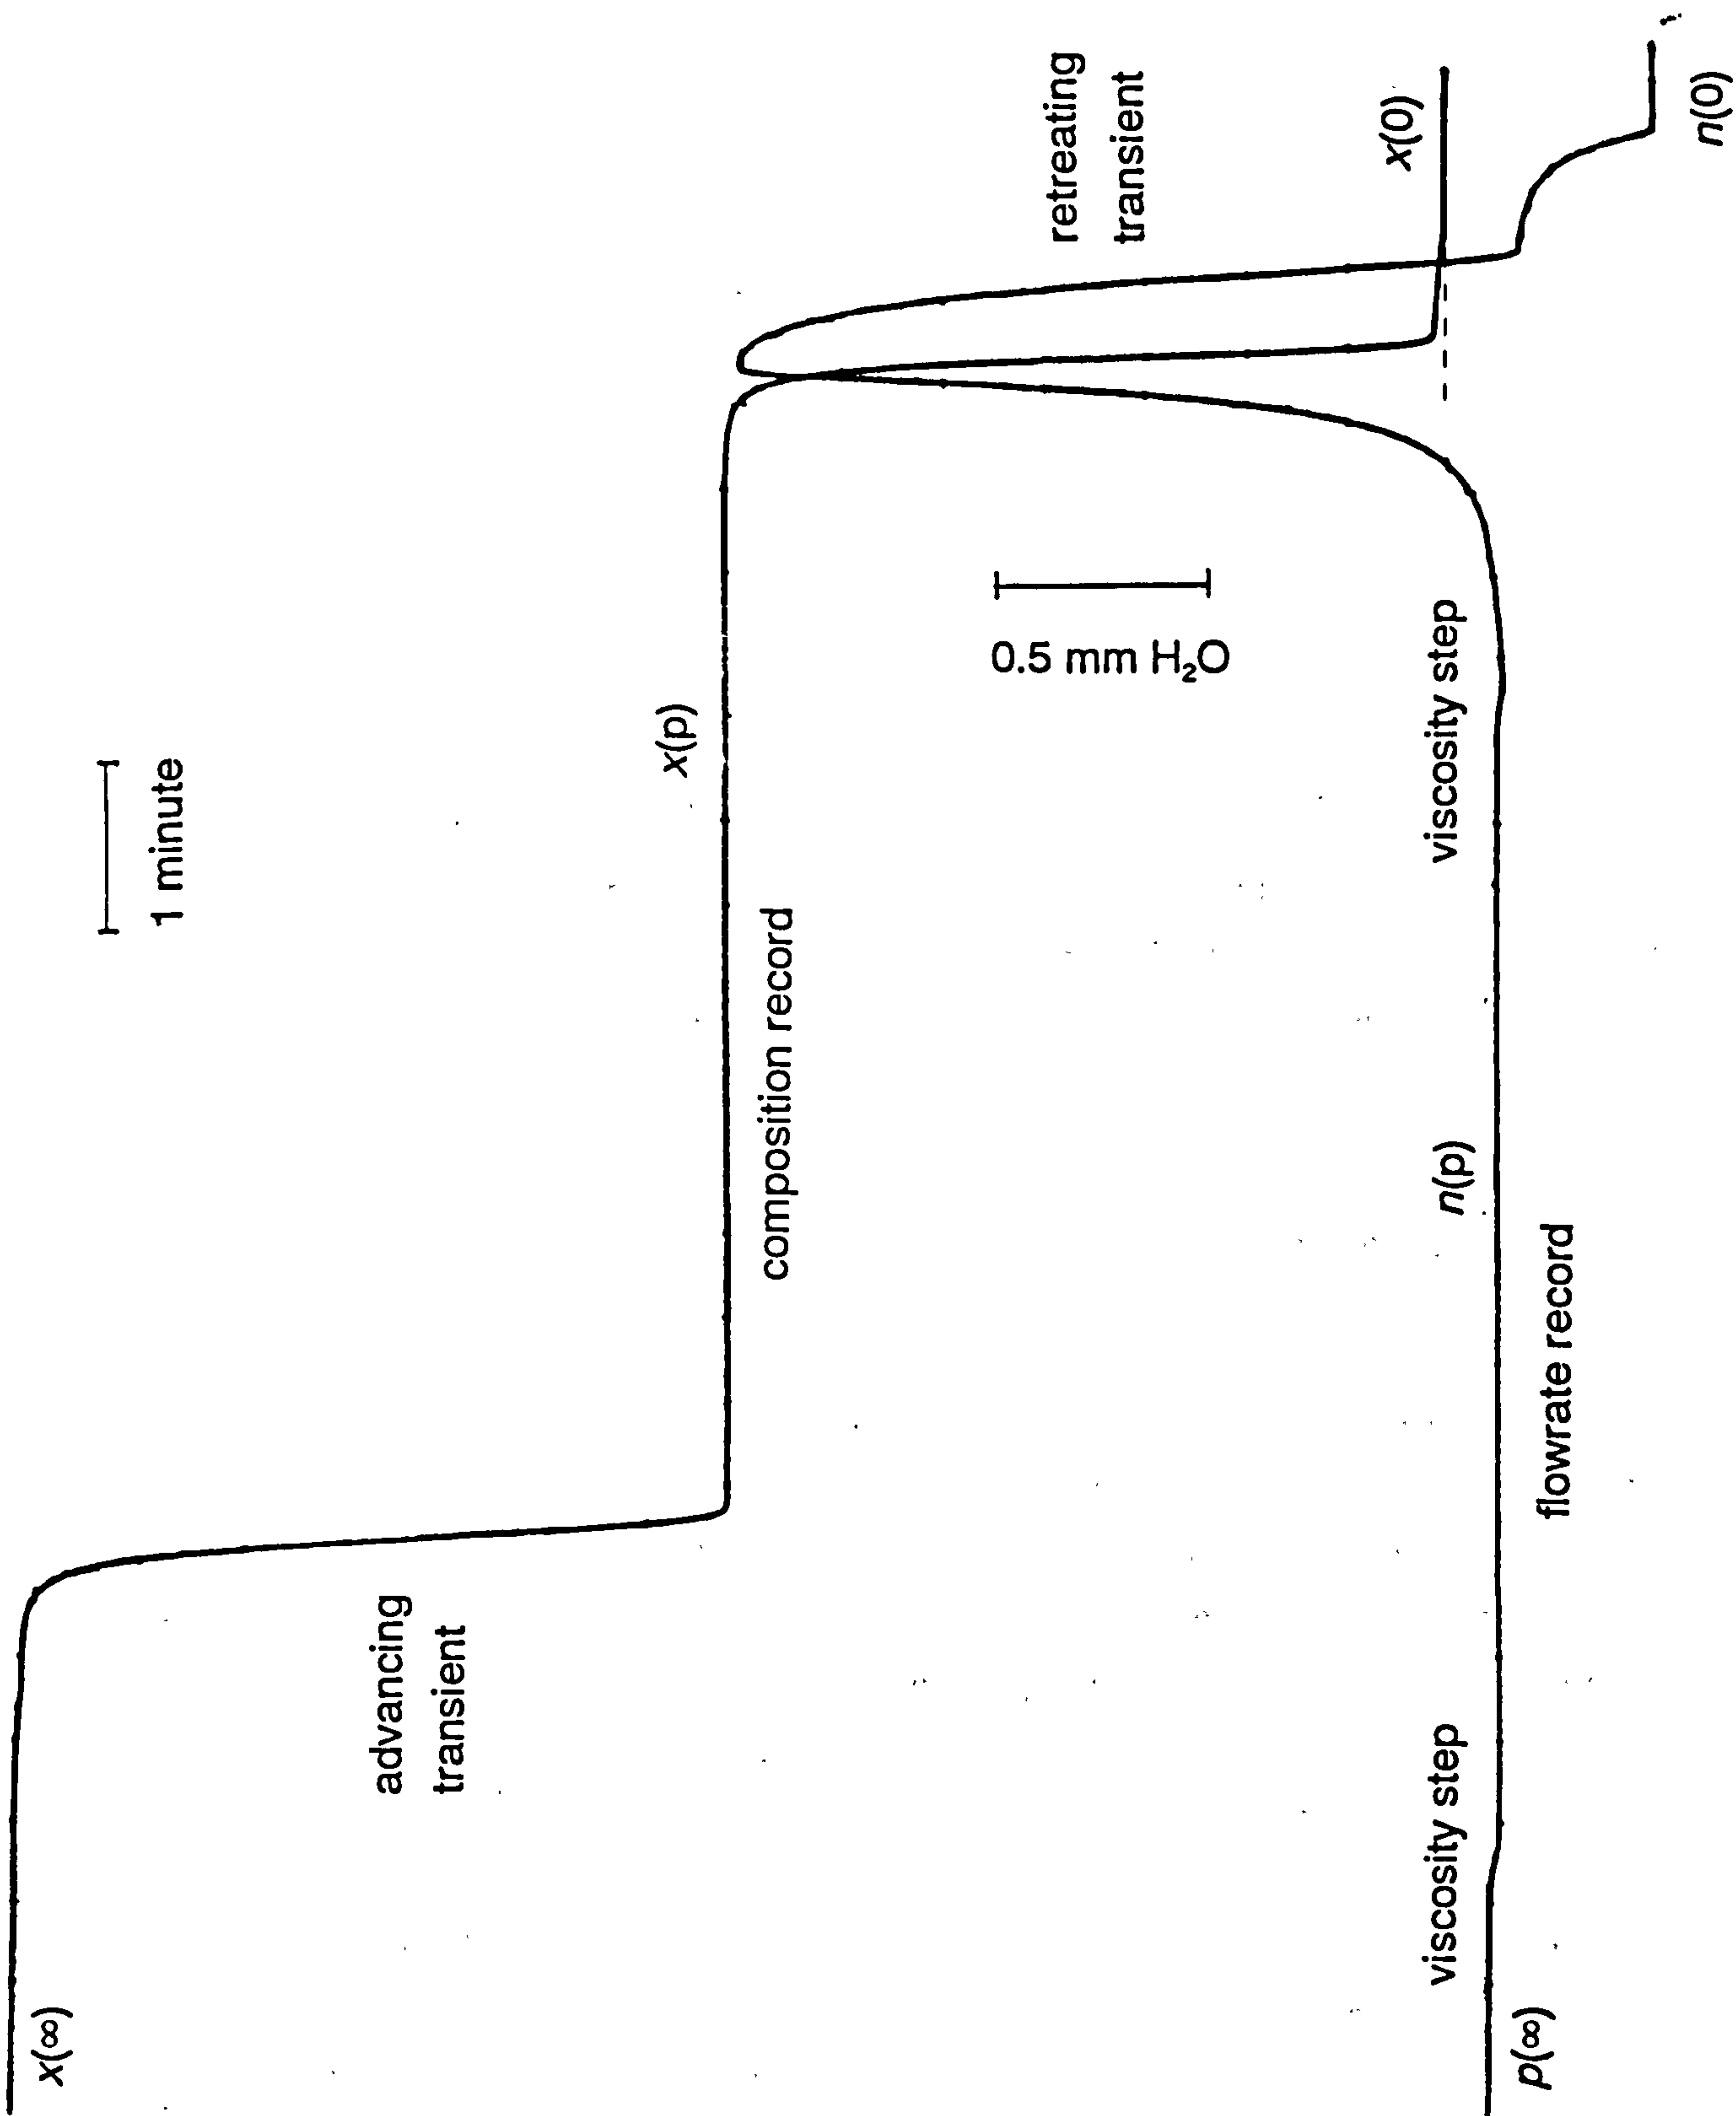 1 minute
x(∞)
x(p)
composition record
advancing
transient
retreating
transient
0.5 mm H₂O
x(0)
viscosity step
viscosity step
n(p)
p(∞)
flowrate record
n(0)